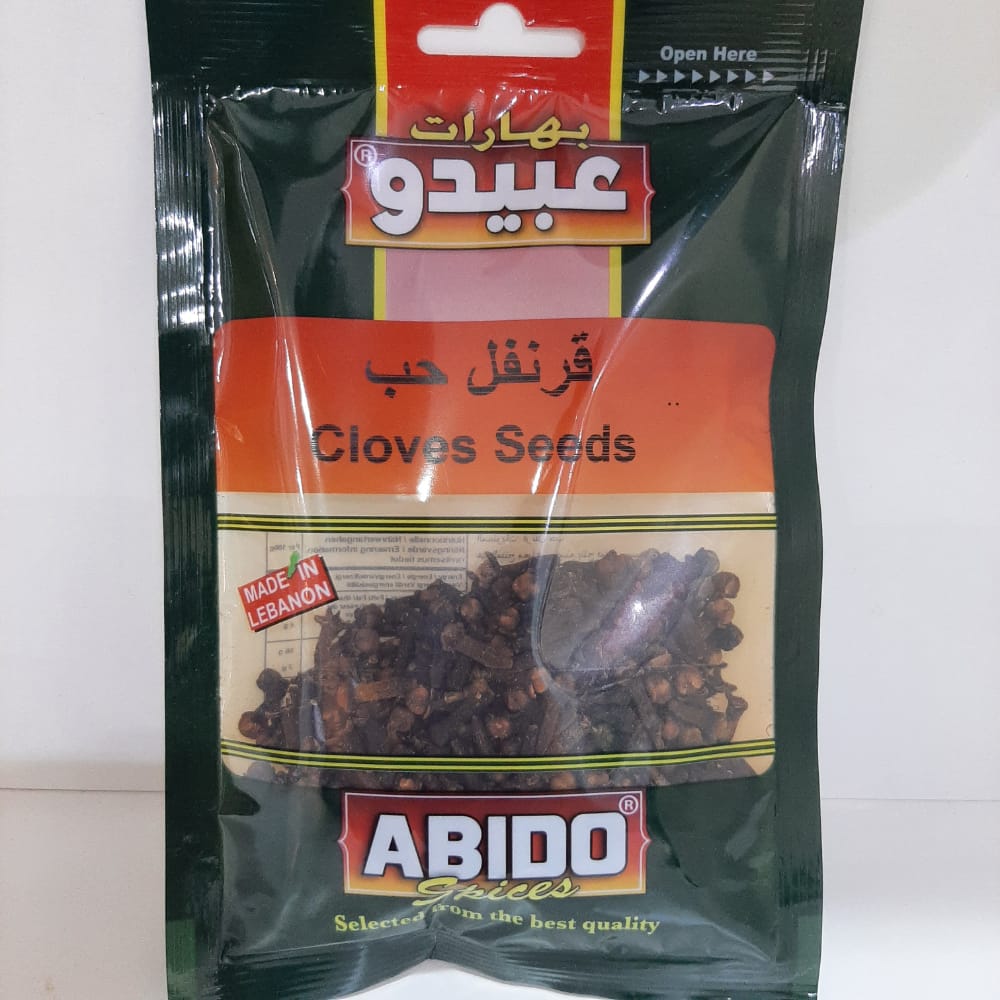 Open Here
بهارات
عبيدو®
قرنفل حب
Cloves Seeds
MADE IN
LEBANON
ABIDO®
Spices
Selected from the best quality